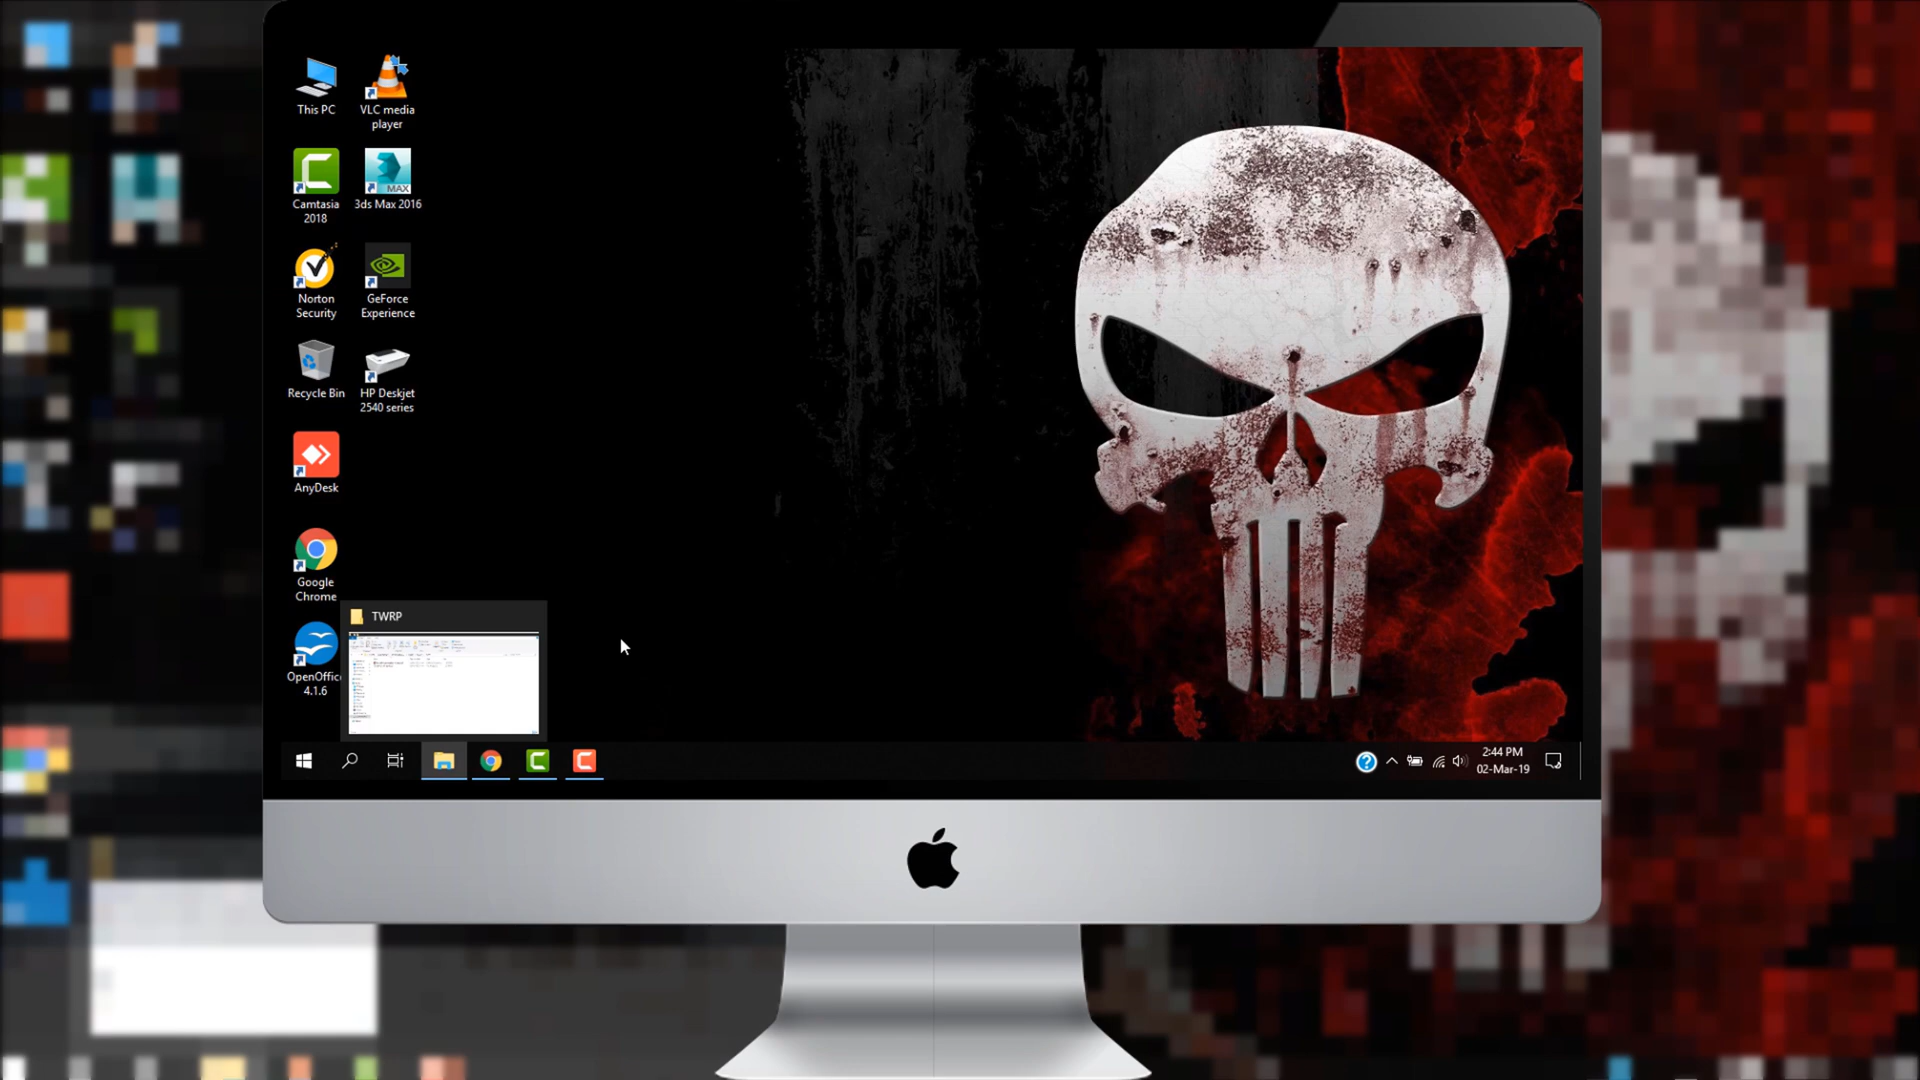 This PC
VLC media
player
Camtasia
2018
MAX
3ds Max 2016
Norton
Security
GeForce
Experience
Recycle Bin
HP Deskjet
2540 series
AnyDesk
Google
Chrome
TWRP
OpenOffic
4.1.6
2:44 PM
02-Mar-19